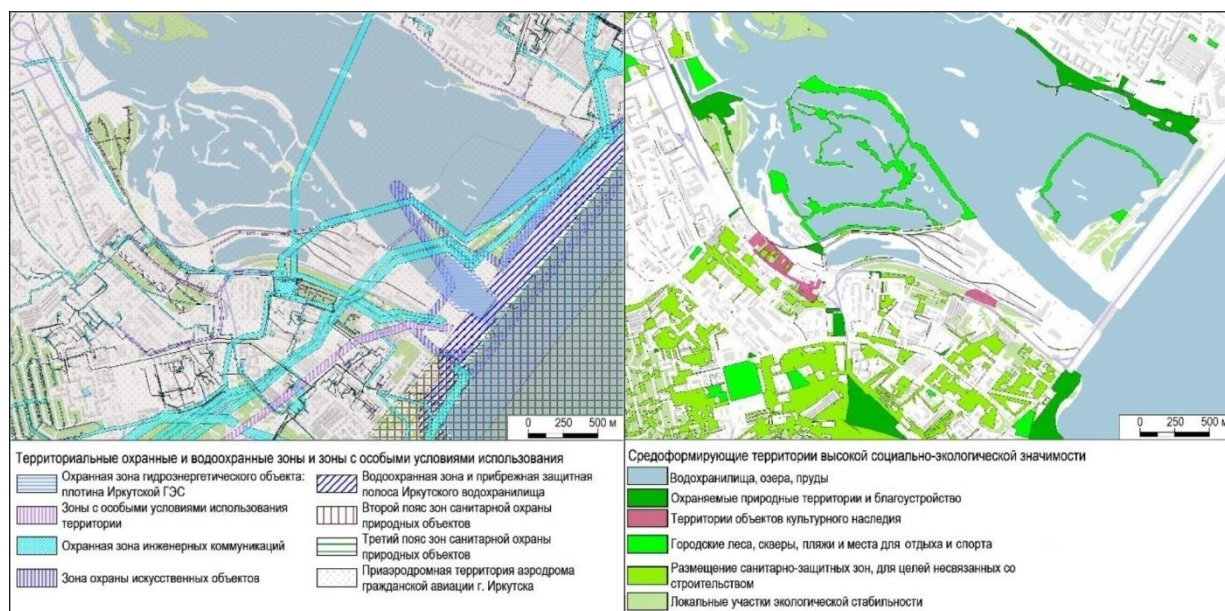 0 250 500 м
0 250 500 м
Территориальные охранные и водоохранные зоны и зоны с особыми условиями использования
Охранная зона гидроэнергетического объекта:
плотина Иркутской ГЭС
Зоны с особыми условиями использования
территории
Охранная зона инженерных коммуникаций
Зона охраны искусственных объектов
Водоохранная зона и прибрежная защитная
полоса Иркутского водохранилища
Второй пояс зон санитарной охраны
природных объектов
Третий пояс зон санитарной охраны
природных объектов
Приаэродромная территория аэродрома
гражданской авиации г. Иркутска
Средоформирующие территории высокой социально-экологической значимости
Водохранилища, озера, пруды
Охраняемые природные территории и благоустройство
Территории объектов культурного наследия
Городские леса, скверы, пляжи и места для отдыха и спорта
Размещение санитарно-защитных зон, для целей несвязанных со
строительством
Локальные участки экологической стабильности